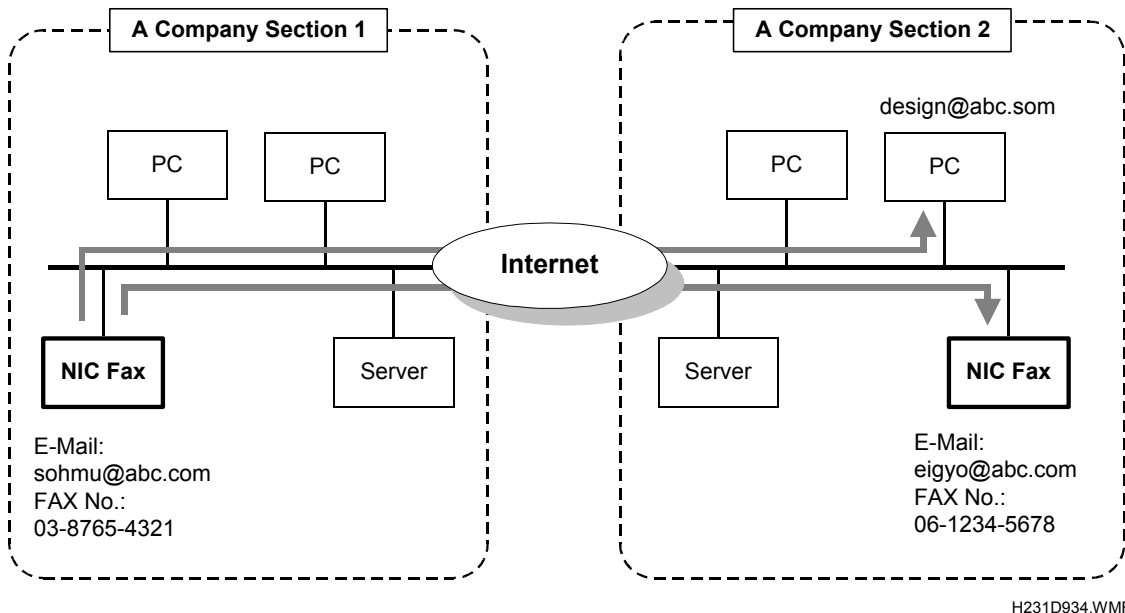 A Company Section 1
A Company Section 2
design@abc.som
PC
PC
PC
PC
Internet
NIC Fax
Server
Server
NIC Fax
E-Mail:
sohmu@abc.com
FAX No.:
03-8765-4321
E-Mail:
eigyo@abc.com
FAX No.:
06-1234-5678
H231D934.WMF